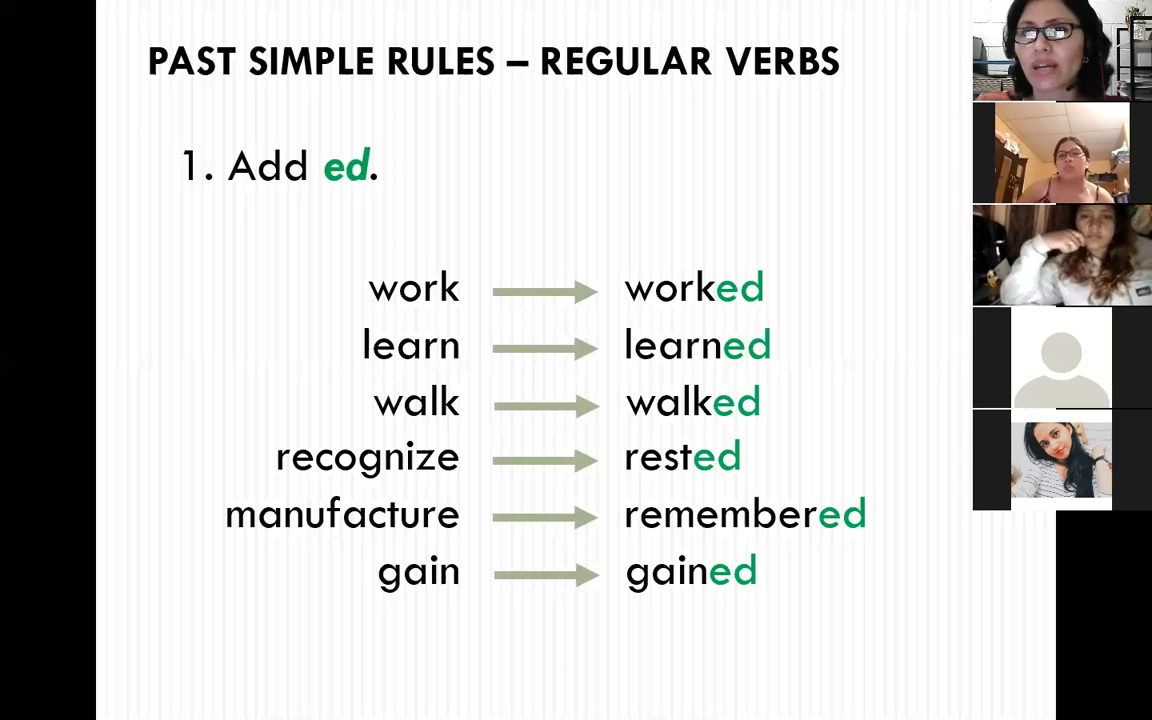 PAST SIMPLE RULES – REGULAR VERBS
1. Add ed.
work worked
learn learned
walk walked
recognize rested
manufacture remembered
gain gained